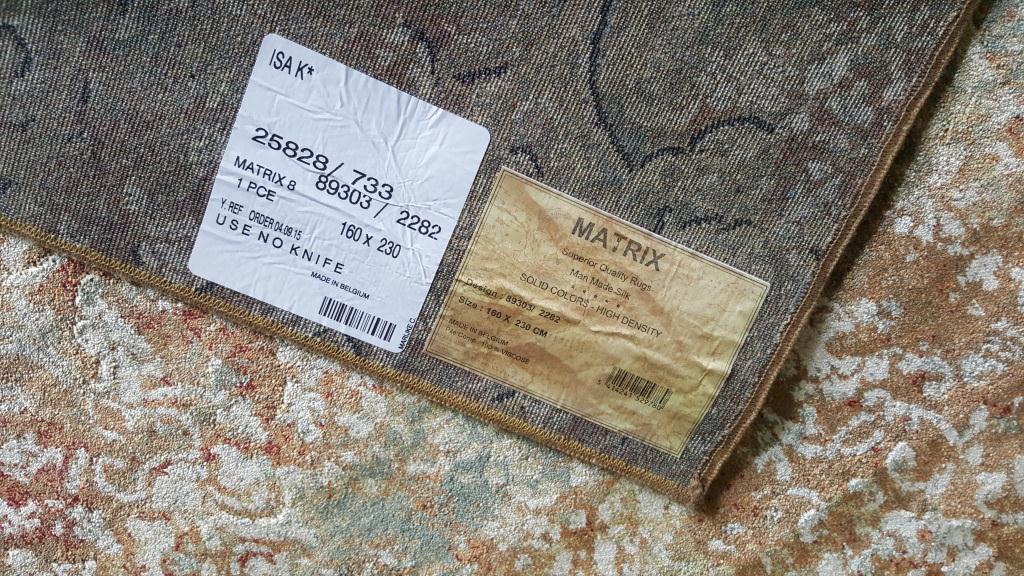 ISA K*
25828/ 733
MATRIX 8 89303 / 2282
1 PCE 160 X 230
Y. REF ORDER 04.09.15
USE NO KNIFE
MADE IN BELGIUM
MATRIX
Superior Quality Rugs
Man Made Silk
SOLID COLORS - HIGH DENSITY
Design : 89303/ 2282
Size : 160 X 230 CM
MADE IN BELGIUM
VISCOSE